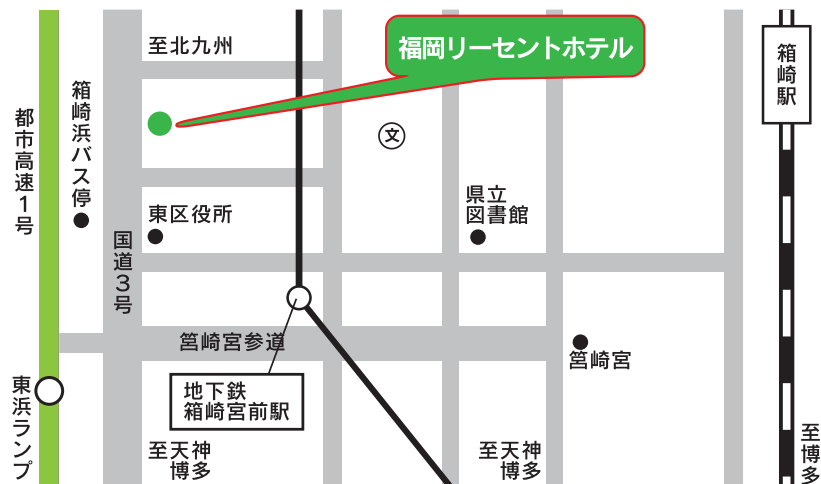 至北九州
福岡リーセントホテル
箱崎駅
箱崎浜バス停
都市高速1号
文
東区役所
県立
図書館
国道3号
筥崎宮参道
筥崎宮
地下鉄
箱崎宮前駅
東浜ランプ
至天神
博多
至天神
博多
至博多